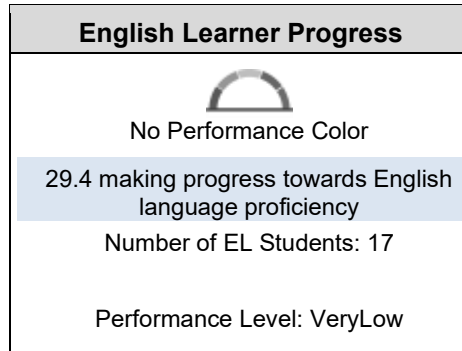 English Learner Progress
No Performance Color
29.4 making progress towards English
language proficiency
Number of EL Students: 17
Performance Level: VeryLow